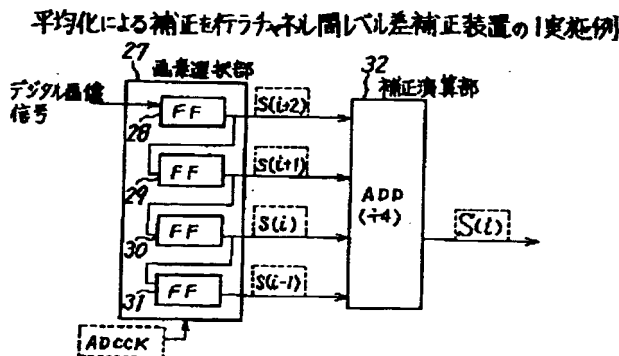 平均化による補正を行うチャネル間レベル差補正装置の1実施例
27
画素選択部
32
補正演算部
デジタル画像
信号
FF
28
S(i+2)
FF
29
S(i+1)
ADD
(÷4)
FF
30
S(i)
S(i)
FF
31
S(i-1)
ADCCK